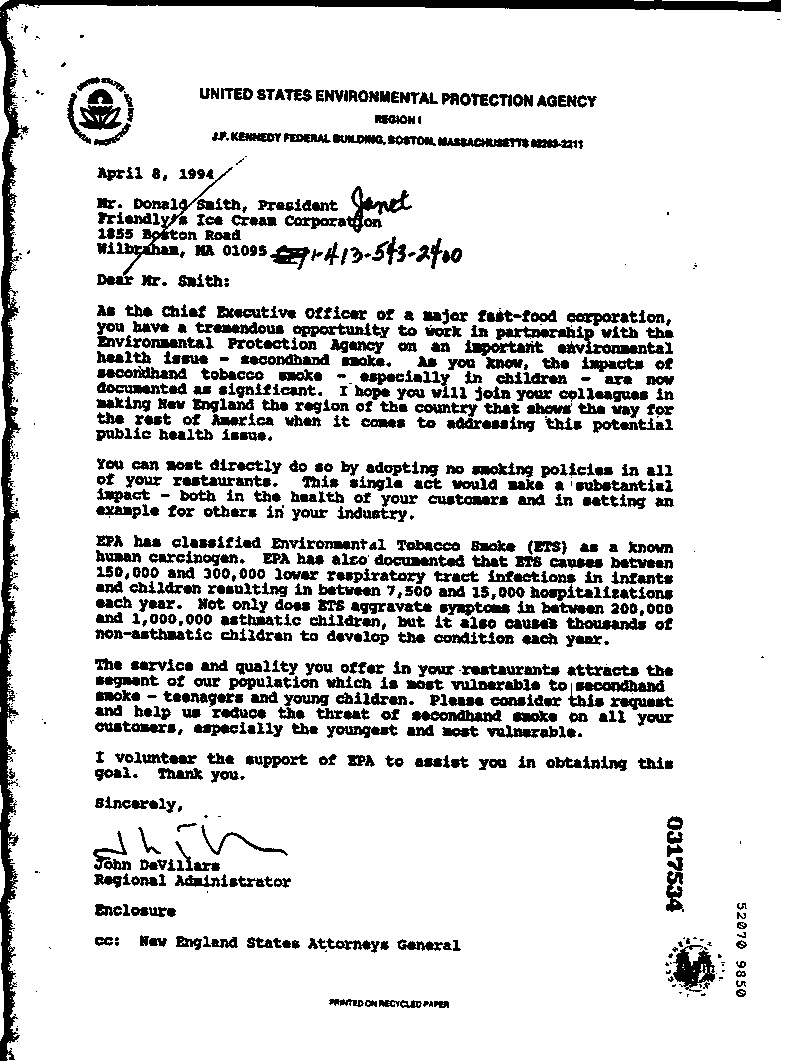 UNITED STATES ENVIRONMENTAL PROTECTION AGENCY
REGION I
J.F. KENNEDY FEDERAL BUILDING, BOSTON, MASSACHUSETTS 02203-2211
April 8, 1994
Mr. Donald Smith, President Janet
Friendly's Ice Cream Corporation
1855 Boston Road
Wilbraham, MA 01095 1-413-543-2400
Dear Mr. Smith:
As the Chief Executive Officer of a major fast-food corporation,
you have a tremendous opportunity to work in partnership with the
Environmental Protection Agency on an important environmental
health issue - secondhand smoke. As you know, the impacts of
secondhand tobacco smoke - especially in children - are now
documented as significant. I hope you will join your colleagues in
making New England the region of the country that shows the way for
the rest of America when it comes to addressing this potential
public health issue.
You can most directly do so by adopting no smoking policies in all
of your restaurants. This single act would make a substantial
impact - both in the health of your customers and in setting an
example for others in your industry.
EPA has classified Environmental Tobacco Smoke (ETS) as a known
human carcinogen. EPA has also documented that ETS causes between
150,000 and 300,000 lower respiratory tract infections in infants
and children resulting in between 7,500 and 15,000 hospitalizations
each year. Not only does ETS aggravate symptoms in between 200,000
and 1,000,000 asthmatic children, but it also causes thousands of
non-asthmatic children to develop the condition each year.
The service and quality you offer in your restaurants attracts the
segment of our population which is most vulnerable to secondhand
smoke - teenagers and young children. Please consider this request
and help us reduce the threat of secondhand smoke on all your
customers, especially the youngest and most vulnerable.
I volunteer the support of EPA to assist you in obtaining this
goal. Thank you.
Sincerely,
John DeVillars
Regional Administrator
Enclosure
cc: New England States Attorneys General
0317534
52070 9850
PRINTED ON RECYCLED PAPER